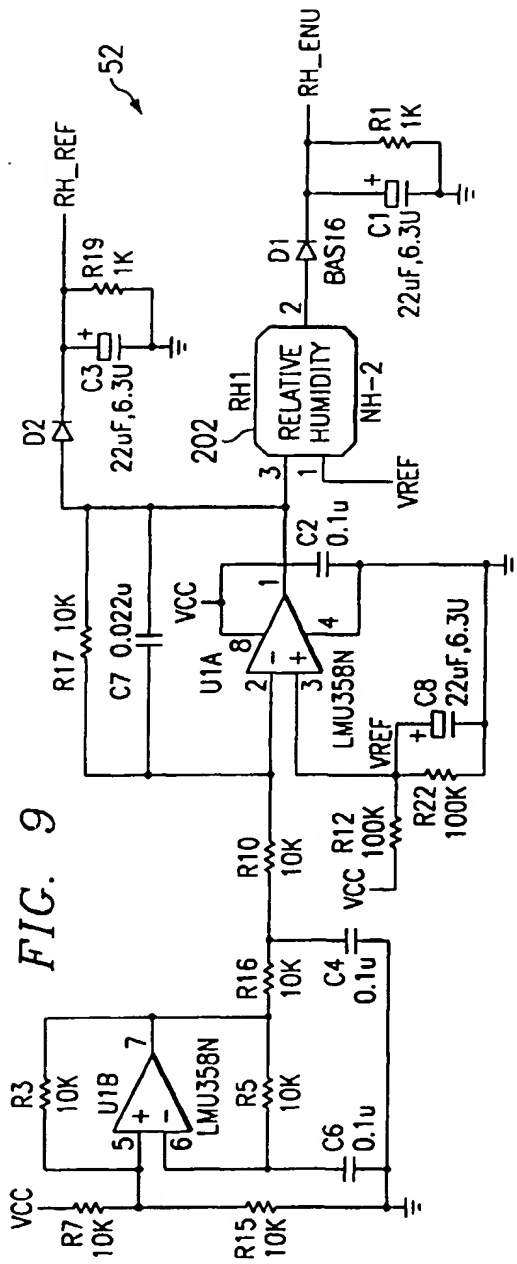 FIG. 9
52
VCC
R7
10K
R15
10K
R3
10K
5
6
7
+
−
U1B
LMU358N
R5
10K
C6
0.1u
R16
10K
C4
0.1u
R10
10K
R17 10K
C7 0.022u
VCC
8
U1A
2
3
1
4
−
+
LMU358N
C2
0.1u
VCC
R12
100K
VREF
R22
100K
+
C8
22uF,6.3U
D2
+
C3
22uF,6.3U
R19
1K
RH_REF
202
RH1
3
1
2
RELATIVE
HUMIDITY
NH-2
VREF
D1
BAS16
+
C1
22uF,6.3U
R1
1K
RH_ENU